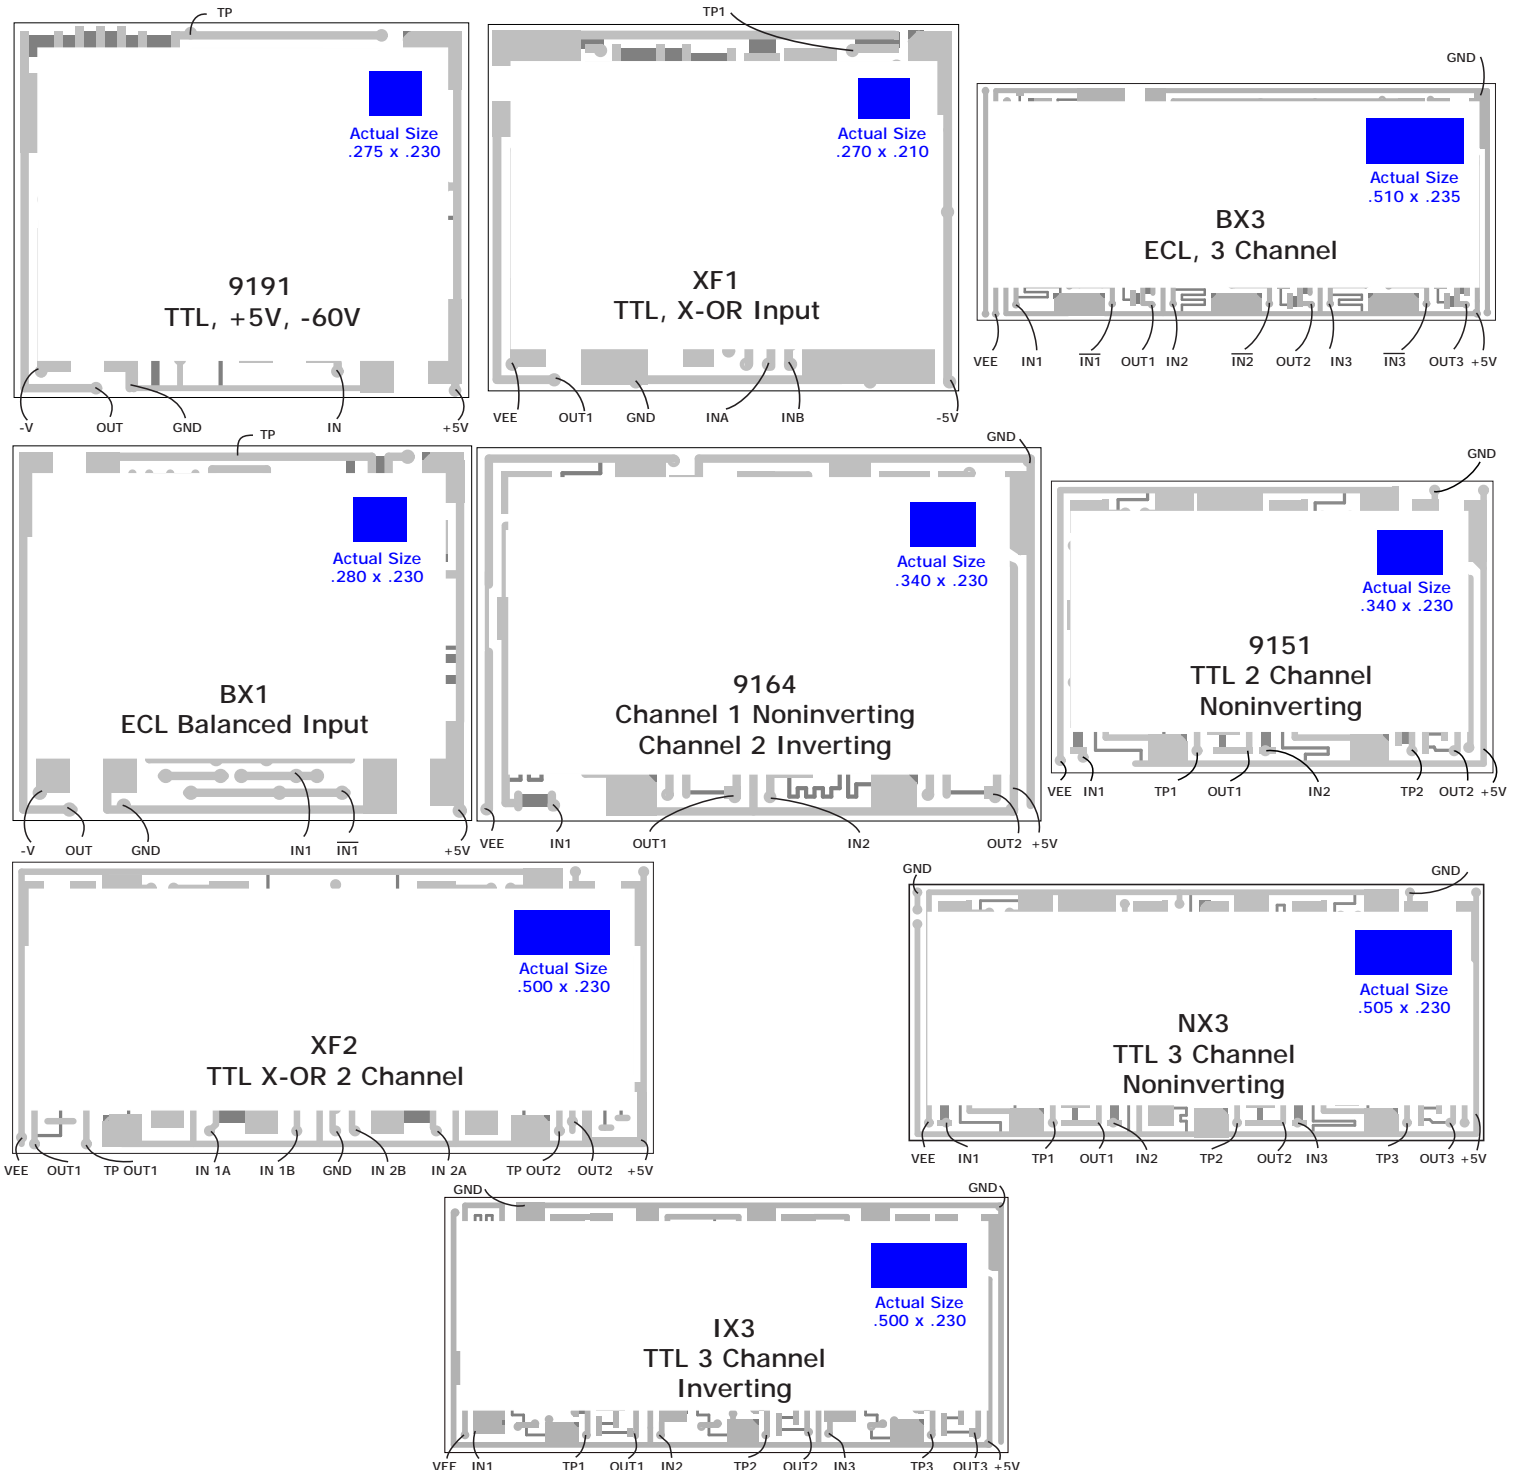 TP
Actual Size
.275 x .230
9191
TTL, +5V, -60V
-V OUT GND IN +5V
TP1
Actual Size
.270 x .210
XF1
TTL, X-OR Input
VEE OUT1 GND INA INB -5V
GND
Actual Size
.510 x .235
BX3
ECL, 3 Channel
VEE IN1 IN1 OUT1 IN2 IN2 OUT2 IN3 IN3 OUT3 +5V
TP
Actual Size
.280 x .230
BX1
ECL Balanced Input
-V OUT GND IN1 IN1 +5V
GND
Actual Size
.340 x .230
9164
Channel 1 Noninverting
Channel 2 Inverting
VEE IN1 OUT1 IN2 OUT2 +5V
GND
Actual Size
.340 x .230
9151
TTL 2 Channel
Noninverting
VEE IN1 TP1 OUT1 IN2 TP2 OUT2 +5V
Actual Size
.500 x .230
XF2
TTL X-OR 2 Channel
VEE OUT1 TP OUT1 IN 1A IN 1B GND IN 2B IN 2A TP OUT2 OUT2 +5V
GND GND
Actual Size
.505 x .230
NX3
TTL 3 Channel
Noninverting
VEE IN1 TP1 OUT1 IN2 TP2 OUT2 IN3 TP3 OUT3 +5V
GND GND
Actual Size
.500 x .230
IX3
TTL 3 Channel
Inverting
VEE IN1 TP1 OUT1 IN2 TP2 OUT2 IN3 TP3 OUT3 +5V